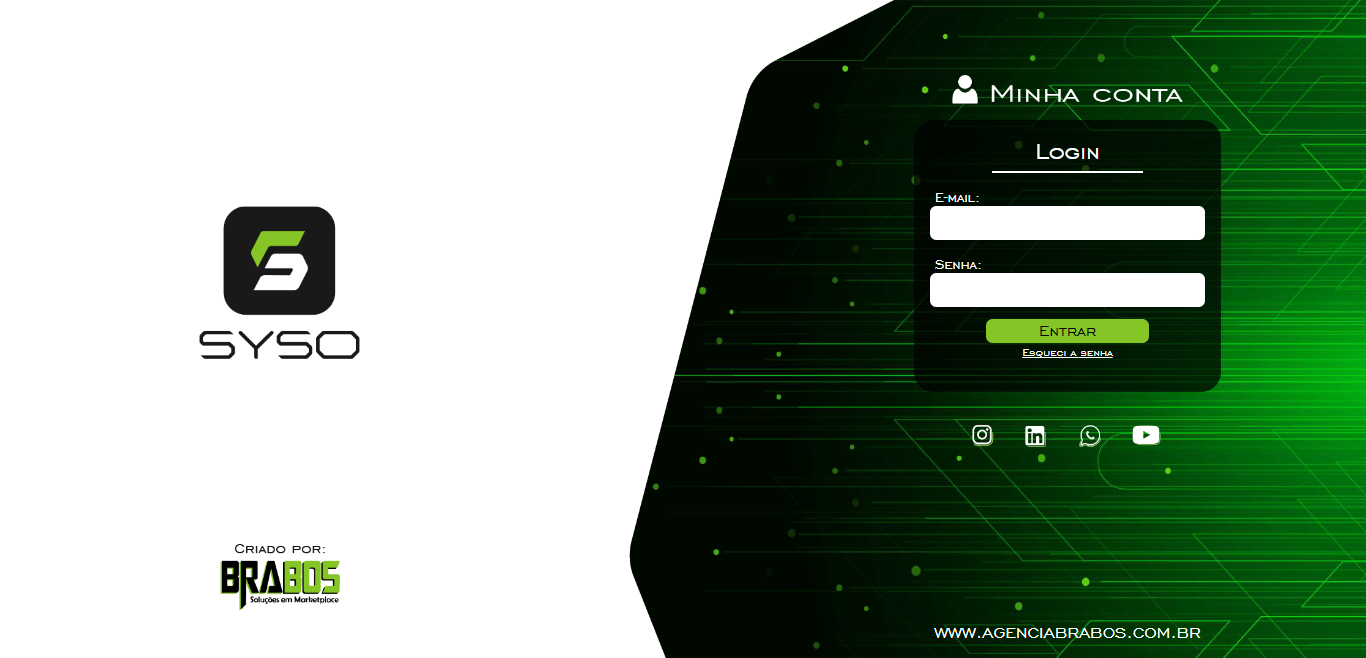 SYSO
Criado por:
BRABOS
Soluções em Marketplace
Minha conta
Login
E-mail:
Senha:
Entrar
Esqueci a senha
WWW.AGENCIABRABOS.COM.BR